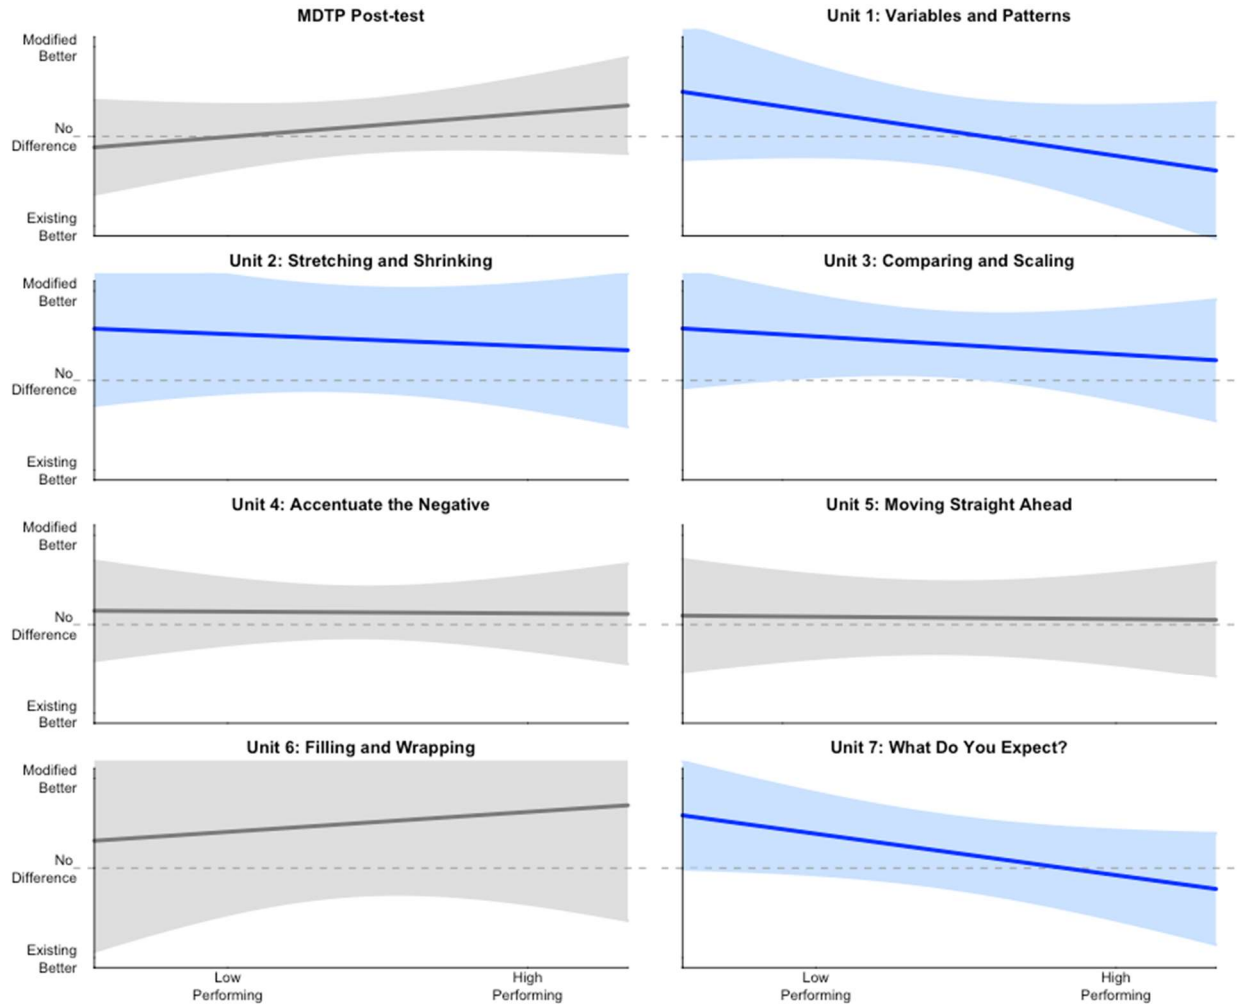 MDTP Post-test
Unit 1: Variables and Patterns
Modified
Better
No
Difference
Existing
Better
Unit 2: Stretching and Shrinking
Unit 3: Comparing and Scaling
Modified
Better
No
Difference
Existing
Better
Unit 4: Accentuate the Negative
Unit 5: Moving Straight Ahead
Modified
Better
No
Difference
Existing
Better
Unit 6: Filling and Wrapping
Unit 7: What Do You Expect?
Modified
Better
No
Difference
Existing
Better
Low
Performing
High
Performing
Low
Performing
High
Performing